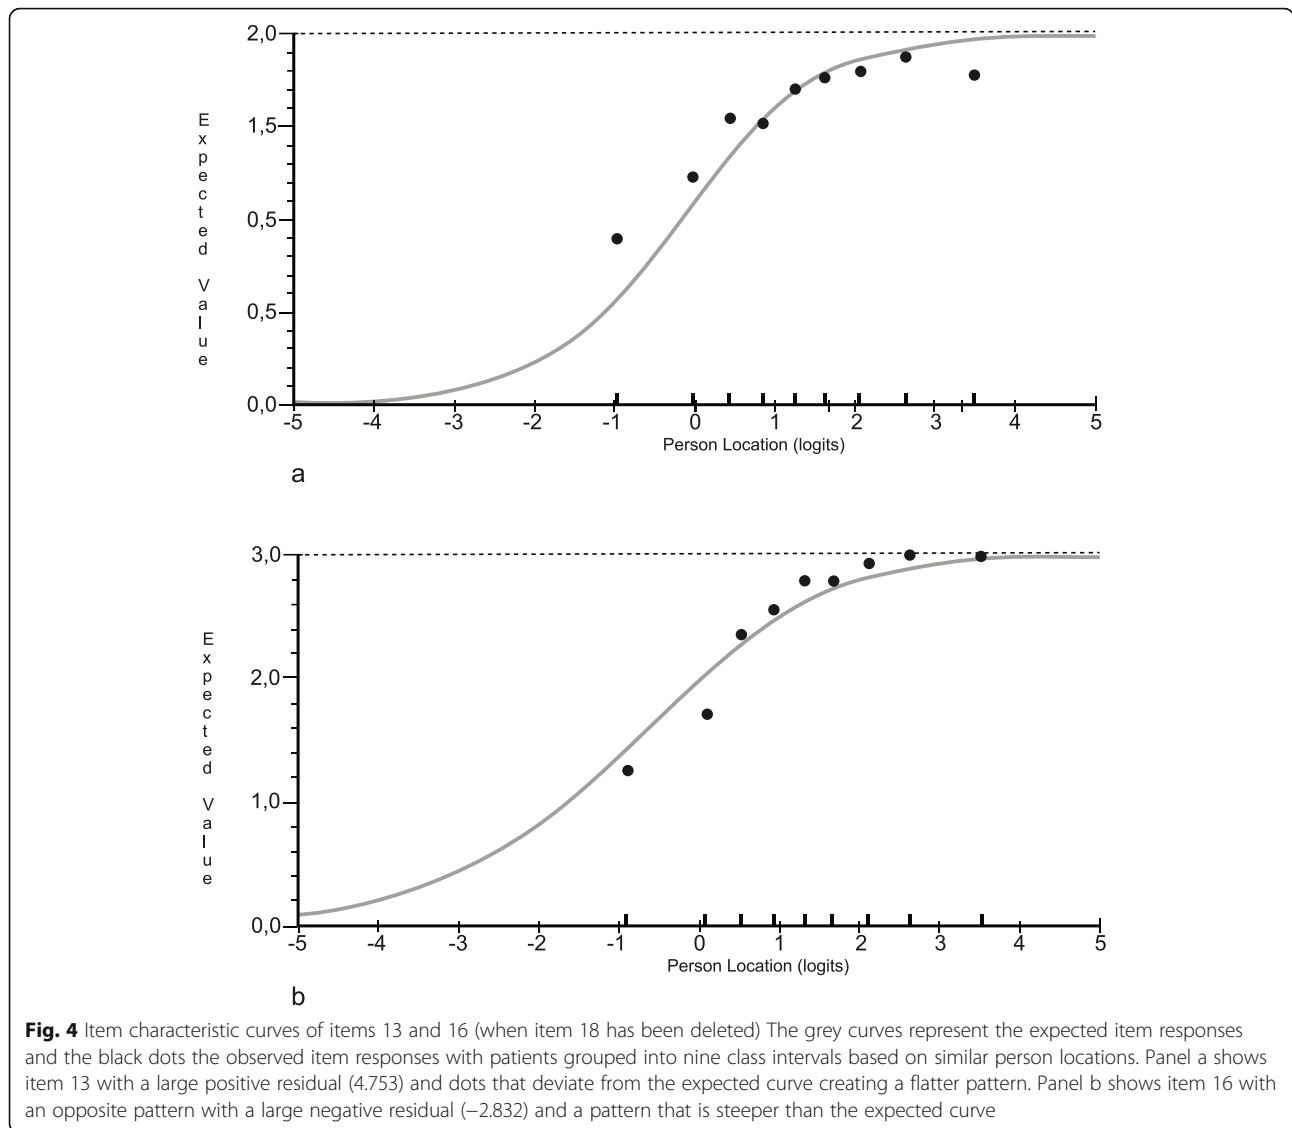 2,0
1,5
0,5
0,5
0,0
Expected Value
-5 -4 -3 -2 -1 0 1 2 3 4 5
Person Location (logits)
a
3,0
2,0
1,0
0,0
Expected Value
-5 -4 -3 -2 -1 0 1 2 3 4 5
Person Location (logits)
b
Fig. 4 Item characteristic curves of items 13 and 16 (when item 18 has been deleted) The grey curves represent the expected item responses
and the black dots the observed item responses with patients grouped into nine class intervals based on similar person locations. Panel a shows
item 13 with a large positive residual (4.753) and dots that deviate from the expected curve creating a flatter pattern. Panel b shows item 16 with
an opposite pattern with a large negative residual (−2.832) and a pattern that is steeper than the expected curve